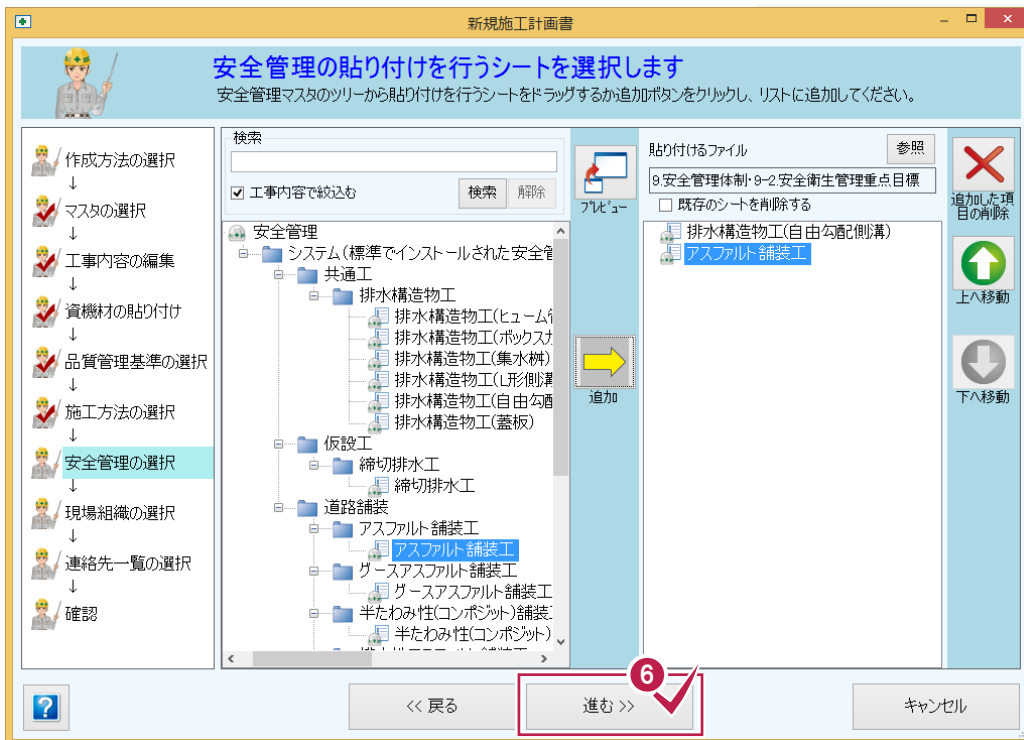 新規施工計画書
安全管理の貼り付けを行うシートを選択します
安全管理マスタのツリーから貼り付けを行うシートをドラッグするか追加ボタンをクリックし、リストに追加してください。
作成方法の選択
↓
マスタの選択
↓
工事内容の編集
↓
資機材の貼り付け
↓
品質管理基準の選択
↓
施工方法の選択
↓
安全管理の選択
↓
現場組織の選択
↓
連絡先一覧の選択
↓
確認
検索
工事内容で絞込む
検索
解除
安全管理
システム(標準でインストールされた安全管
共通工
排水構造物工
排水構造物工(ヒューム管
排水構造物工(ボックスカ
排水構造物工(集水桝)
排水構造物工(L形側溝
排水構造物工(自由勾配
排水構造物工(蓋板)
仮設工
締切排水工
締切排水工
道路舗装
アスファルト舗装工
アスファルト舗装工
グースアスファルト舗装工
グースアスファルト舗装工
半たわみ性(コンポジット)舗装工
半たわみ性(コンポジット)
プレビュー
追加
貼り付けるファイル
参照
9.安全管理体制・9-2.安全衛生管理重点目標
既存のシートを削除する
排水構造物工(自由勾配側溝)
アスファルト舗装工
追加した項
目の削除
上へ移動
下へ移動
?
<< 戻る
進む >>
6
キャンセル